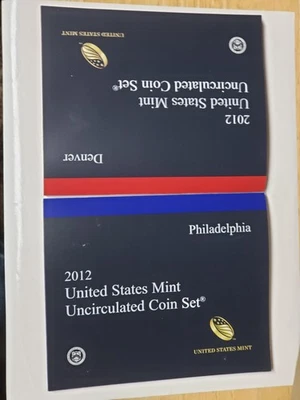 UNITED STATES MINT
2012
United States Mint
Uncirculated Coin Set®
Denver
Philadelphia
2012
United States Mint
Uncirculated Coin Set®
UNITED STATES MINT